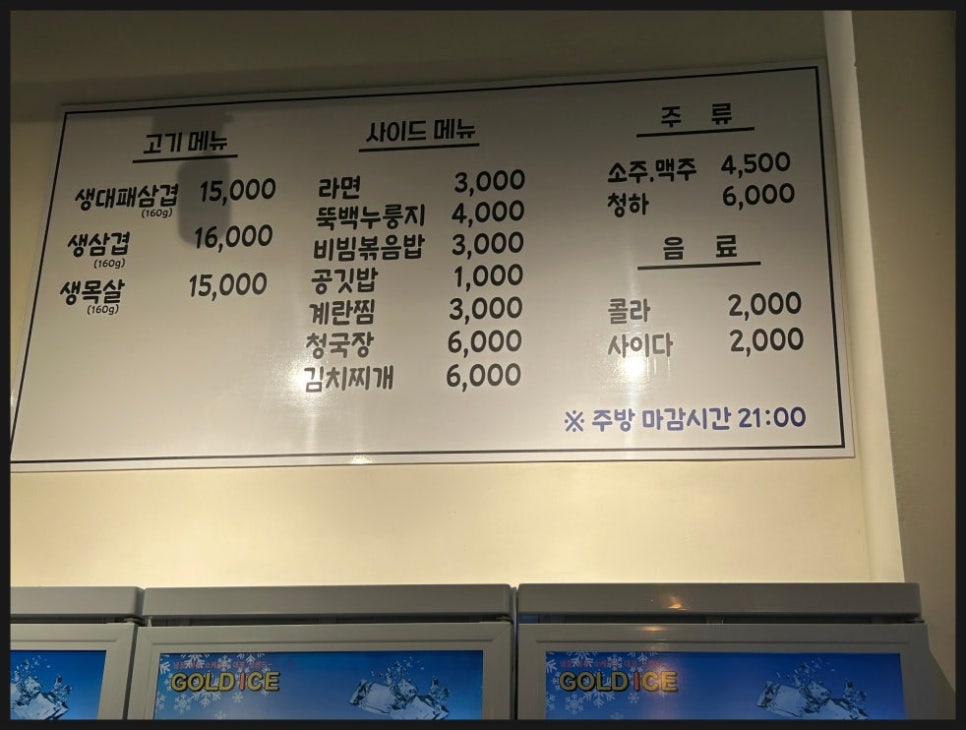 고기 메뉴
생대패삼겹 15,000
(160g)
생삼겹 16,000
(160g)
생목살 15,000
(160g)
사이드 메뉴
라면 3,000
뚝백누룽지 4,000
비빔볶음밥 3,000
공깃밥 1,000
계란찜 3,000
청국장 6,000
김치찌개 6,000
주 류
소주.맥주 4,500
청하 6,000
음 료
콜라 2,000
사이다 2,000
※ 주방 마감시간 21:00
GOLD ICE
GOLD ICE